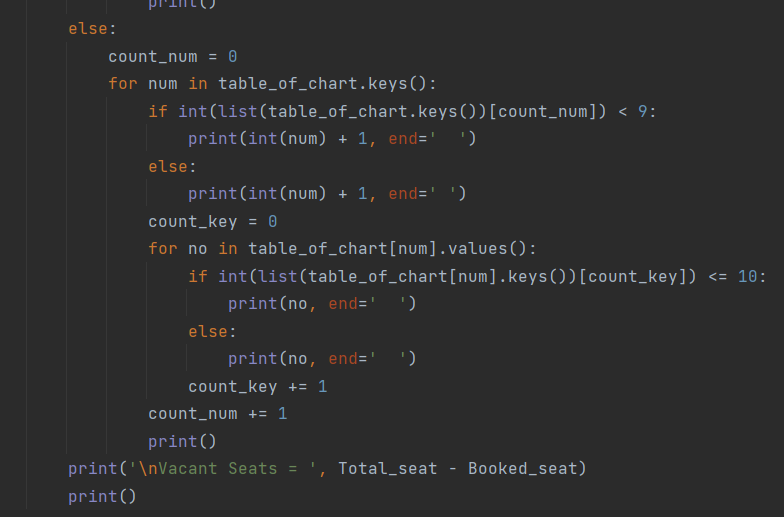 print()
else:
count_num = 0
for num in table_of_chart.keys():
if int(list(table_of_chart.keys())[count_num]) < 9:
print(int(num) + 1, end='  ')
else:
print(int(num) + 1, end=' ')
count_key = 0
for no in table_of_chart[num].values():
if int(list(table_of_chart[num].keys())[count_key]) <= 10:
print(no, end='  ')
else:
print(no, end='  ')
count_key += 1
count_num += 1
print()
print('\nVacant Seats = ', Total_seat - Booked_seat)
print()